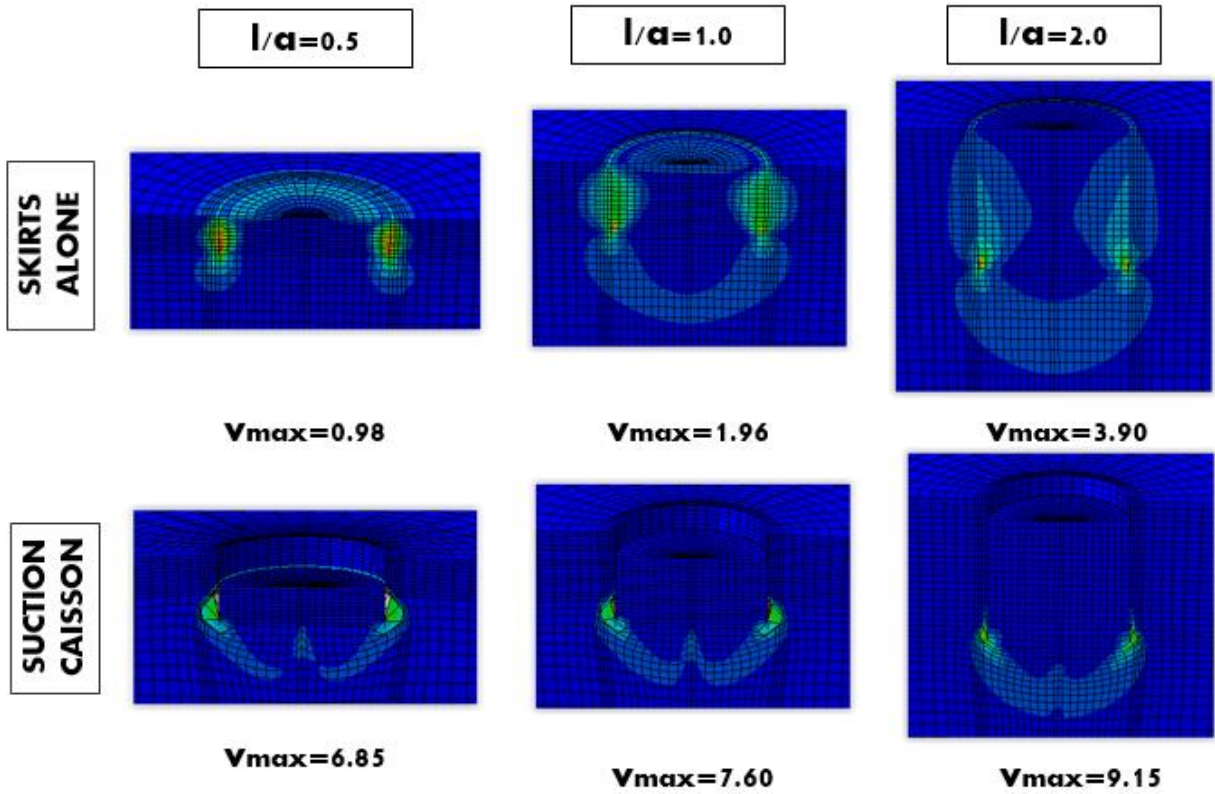 l/a=0.5
l/a=1.0
l/a=2.0
SKIRTS
ALONE
Vmax=0.98
Vmax=1.96
Vmax=3.90
SUCTION
CAISSON
Vmax=6.85
Vmax=7.60
Vmax=9.15